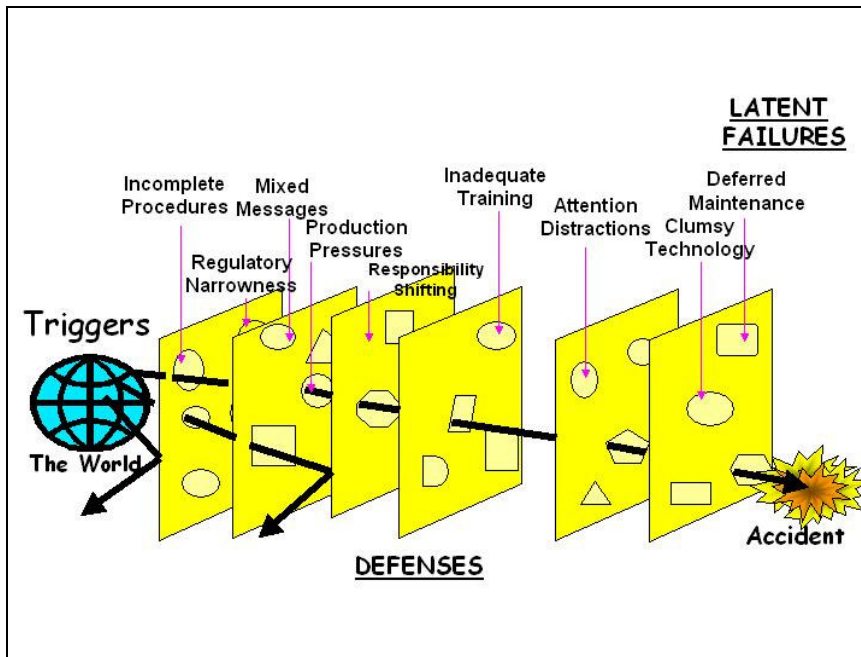 LATENT
FAILURES
Incomplete
Procedures
Mixed
Messages
Regulatory
Narrowness
Production
Pressures
Responsibility
Shifting
Inadequate
Training
Attention
Distractions
Deferred
Maintenance
Clumsy
Technology
Triggers
The World
Accident
DEFENSES